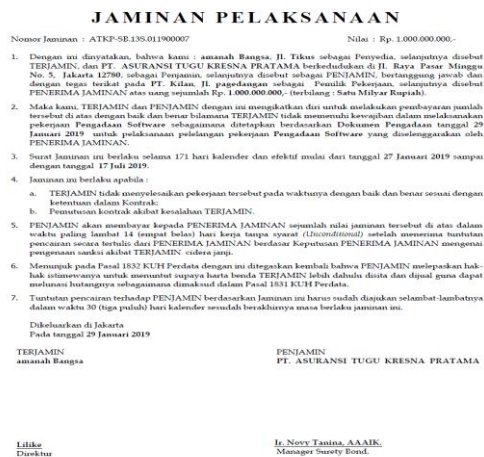 JAMINAN PELAKSANAAN
Nomor Jaminan : ATKP-SB.13S.011900007 Nilai : Rp. 1.000.000.000,-
1. Dengan ini dinyatakan, bahwa kami : amanah Bangsa, Jl. Tikus sebagai Penyedia, selanjutnya disebut
TERJAMIN, dan PT. ASURANSI TUGU KRESNA PRATAMA berkedudukan di Jl. Raya Pasar Minggu
No. 5, Jakarta 12780, sebagai Penjamin, selanjutnya disebut sebagai PENJAMIN, bertanggung jawab dan
dengan tegas terikat pada PT. Kilan, Jl. pagedangan sebagai Pemilik Pekerjaan, selanjutnya disebut
PENERIMA JAMINAN atas uang sejumlah Rp. 1.000.000.000,- (terbilang : Satu Milyar Rupiah).
2. Maka kami, TERJAMIN dan PENJAMIN dengan ini mengikatkan diri untuk melakukan pembayaran jumlah
tersebut di atas dengan baik dan benar bilamana TERJAMIN tidak memenuhi kewajiban dalam melaksanakan
pekerjaan Pengadaan Software sebagaimana ditetapkan berdasarkan Dokumen Pengadaan tanggal 29
Januari 2019 untuk pelaksanaan pelelangan pekerjaan Pengadaan Software yang diselenggarakan oleh
PENERIMA JAMINAN.
3. Surat Jaminan ini berlaku selama 171 hari kalender dan efektif mulai dari tanggal 27 Januari 2019 sampai
dengan tanggal 17 Juli 2019.
4. Jaminan ini berlaku apabila :
a. TERJAMIN tidak menyelesaikan pekerjaan tersebut pada waktunya dengan baik dan benar sesuai dengan
ketentuan dalam Kontrak;
b. Pemutusan kontrak akibat kesalahan TERJAMIN.
5. PENJAMIN akan membayar kepada PENERIMA JAMINAN sejumlah nilai jaminan tersebut di atas dalam
waktu paling lambat 14 (empat belas) hari kerja tanpa syarat (Unconditional) setelah menerima tuntutan
pencairan secara tertulis dari PENERIMA JAMINAN berdasar Keputusan PENERIMA JAMINAN mengenai
pengenaan sanksi akibat TERJAMIN cidera janji.
6. Menunjuk pada Pasal 1832 KUH Perdata dengan ini ditegaskan kembali bahwa PENJAMIN melepaskan hak-
hak istimewanya untuk menuntut supaya harta benda TERJAMIN lebih dahulu disita dan dijual guna dapat
melunasi hutangnya sebagaimana dimaksud dalam Pasal 1831 KUH Perdata.
7. Tuntutan pencairan terhadap PENJAMIN berdasarkan Jaminan ini harus sudah diajukan selambat-lambatnya
dalam waktu 30 (tiga puluh) hari kalender sesudah berakhirnya masa berlaku jaminan ini.
Dikeluarkan di Jakarta
Pada tanggal 29 Januari 2019
TERJAMIN PENJAMIN
amanah Bangsa PT. ASURANSI TUGU KRESNA PRATAMA
Lilike Ir. Novy Tanina, AAAIK.
Direktur Manager Surety Bond.